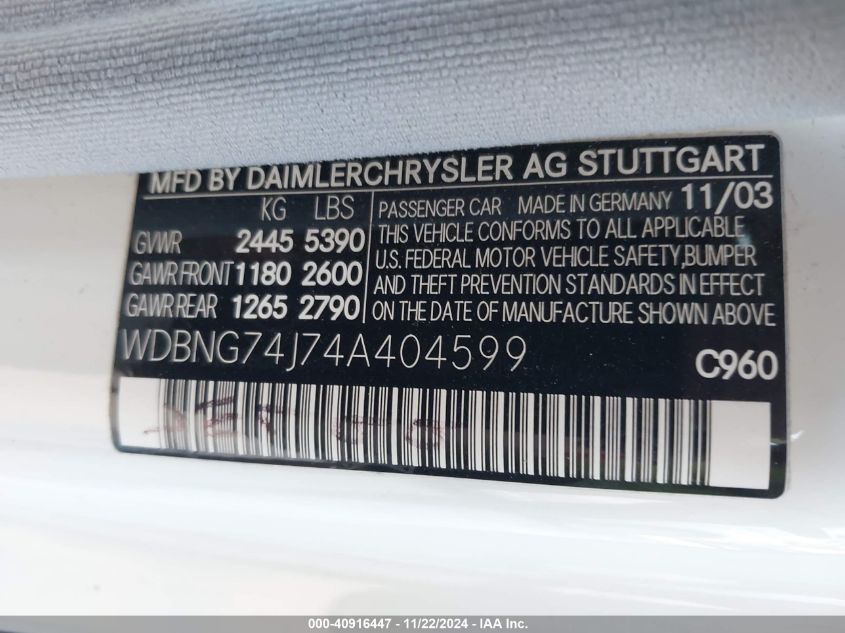 MFD BY DAIMLERCHRYSLER AG STUTTGART
KG LBS
GVWR 2445 5390
GAWR FRONT 1180 2600
GAWR REAR 1265 2790
PASSENGER CAR MADE IN GERMANY 11/03
THIS VEHICLE CONFORMS TO ALL APPLICABLE
U.S. FEDERAL MOTOR VEHICLE SAFETY,BUMPER
AND THEFT PREVENTION STANDARDS IN EFFECT
ON THE DATE OF MANUFACTURE SHOWN ABOVE
WDBNG74J74A404599
C960
000-40916447 - 11/22/2024 - IAA Inc.